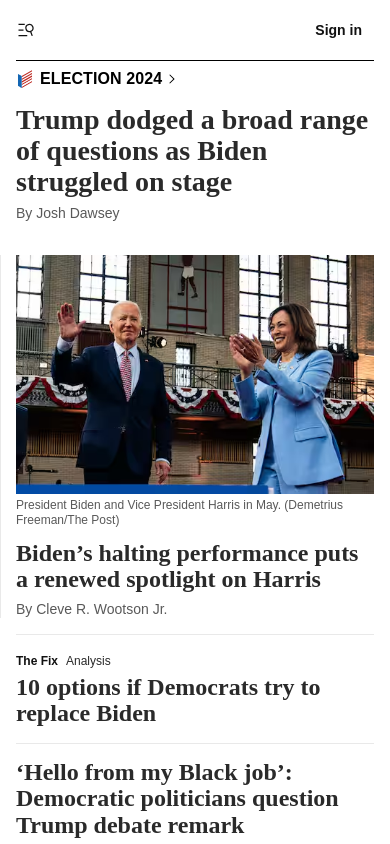 Sign in
ELECTION 2024
Trump dodged a broad range
of questions as Biden
struggled on stage
By Josh Dawsey
President Biden and Vice President Harris in May. (Demetrius
Freeman/The Post)
Biden’s halting performance puts
a renewed spotlight on Harris
By Cleve R. Wootson Jr.
The Fix Analysis
10 options if Democrats try to
replace Biden
‘Hello from my Black job’:
Democratic politicians question
Trump debate remark